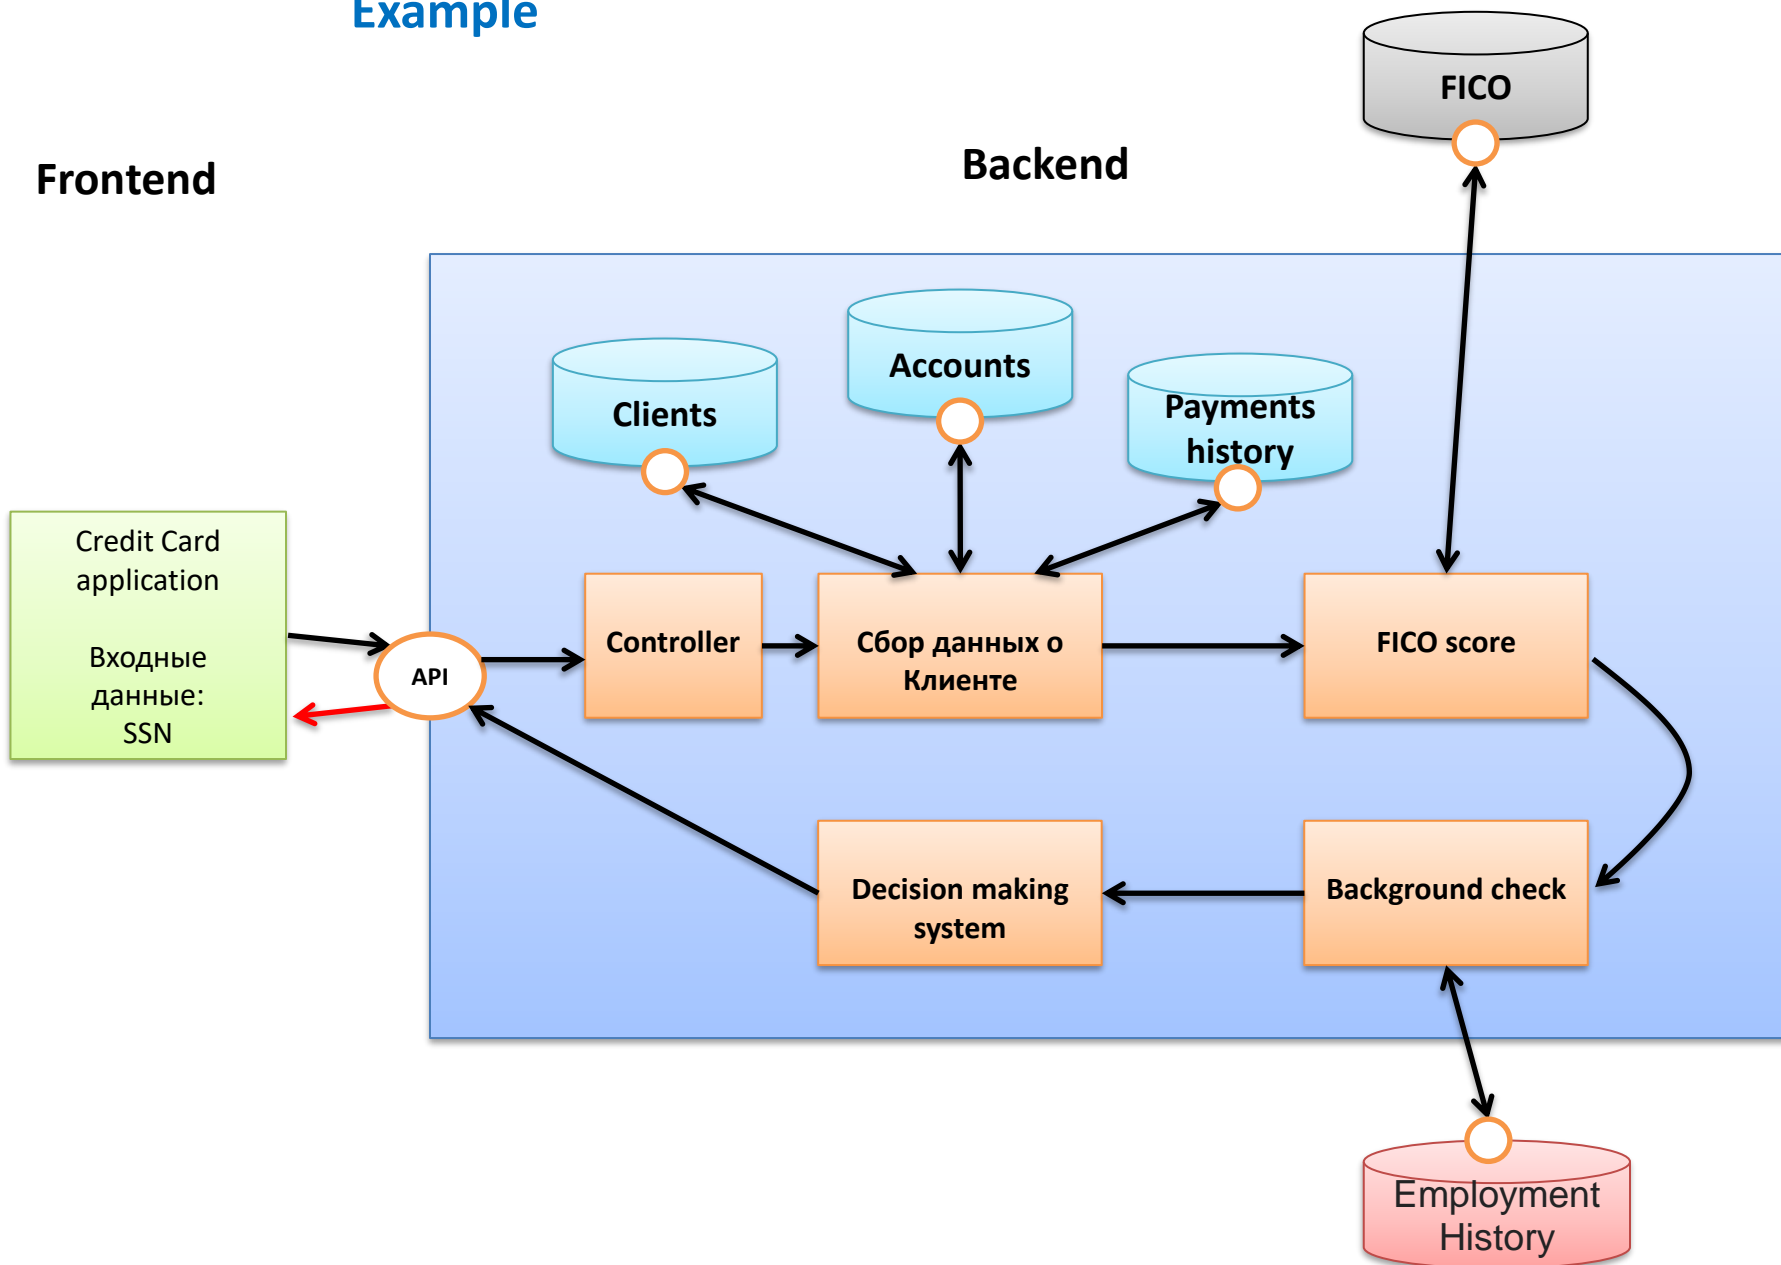 Example
FICO
Frontend
Backend
Clients
Accounts
Payments
history
Credit Card
application
Входные
данные:
SSN
API
Controller
Сбор данных о
Клиенте
FICO score
Decision making
system
Background check
Employment
History